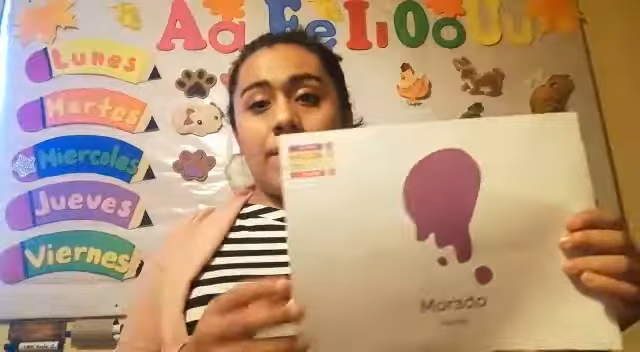 Aa Ee Ii Oo Uu
Lunes
Martes
Miercoles
Jueves
Viernes
Morado